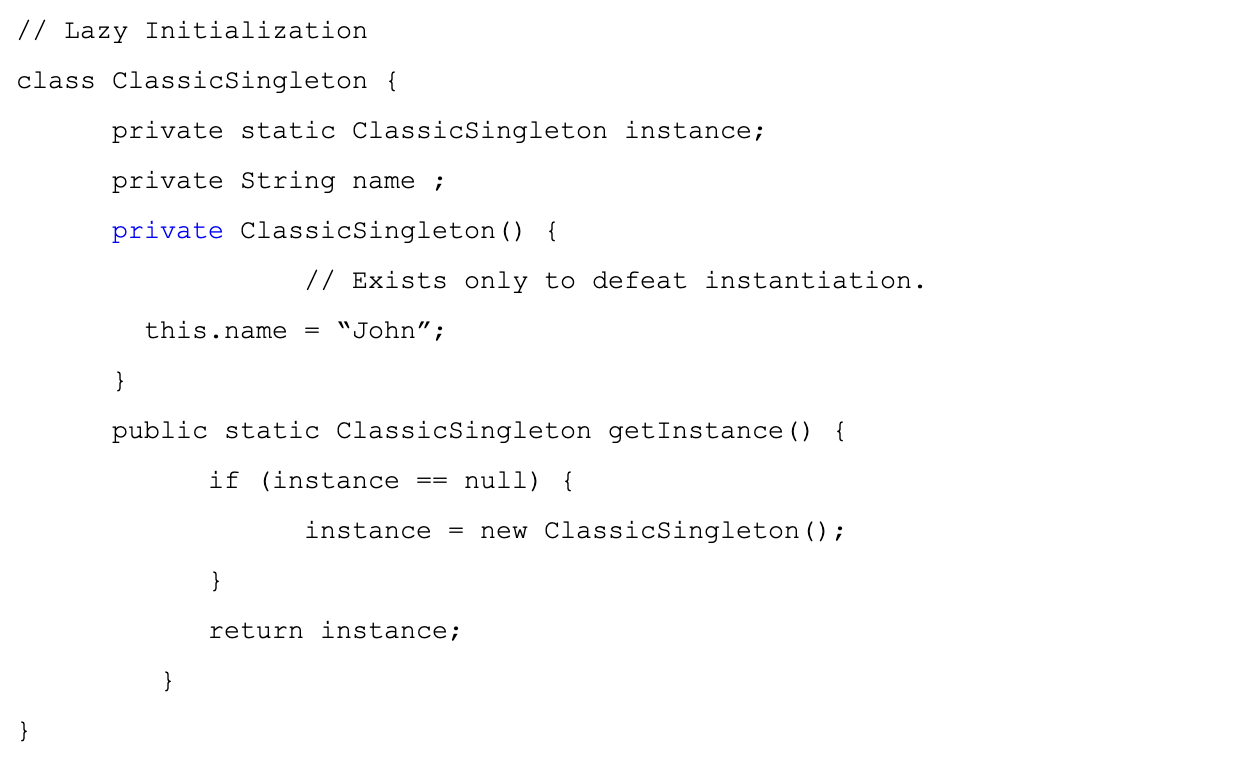 // Lazy Initialization
class ClassicSingleton {
private static ClassicSingleton instance;
private String name ;
private ClassicSingleton() {
// Exists only to defeat instantiation.
this.name = “John”;
}
public static ClassicSingleton getInstance() {
if (instance == null) {
instance = new ClassicSingleton();
}
return instance;
}
}